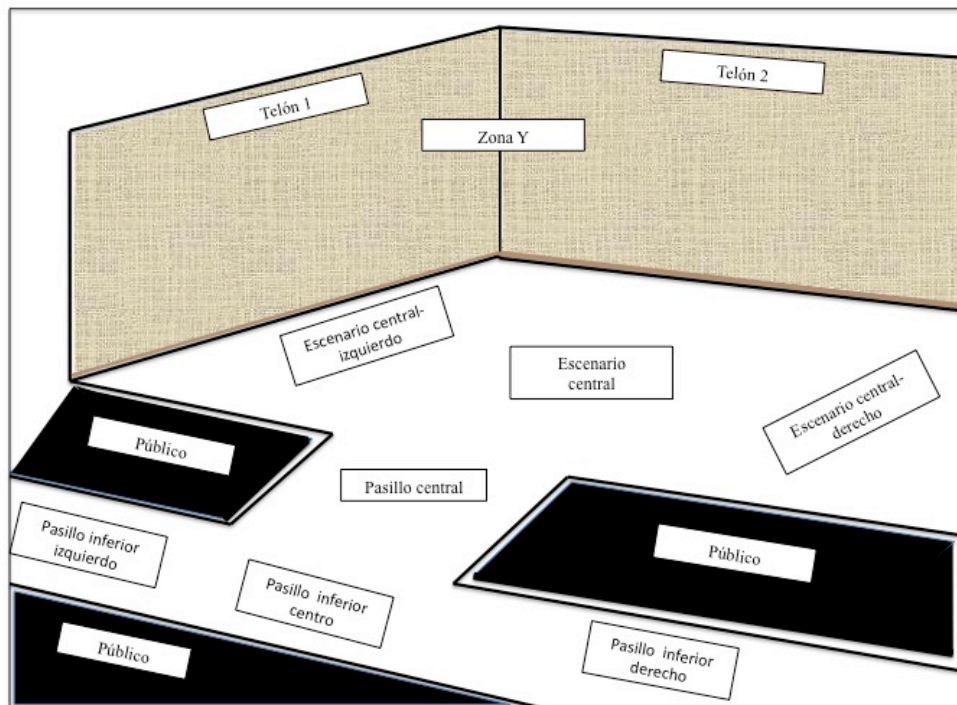 Telón 1
Telón 2
Zona Y
Escenario central-
izquierdo
Escenario
central
Escenario central-
derecho
Público
Pasillo central
Pasillo inferior
izquierdo
Público
Pasillo inferior
centro
Público
Pasillo inferior
derecho